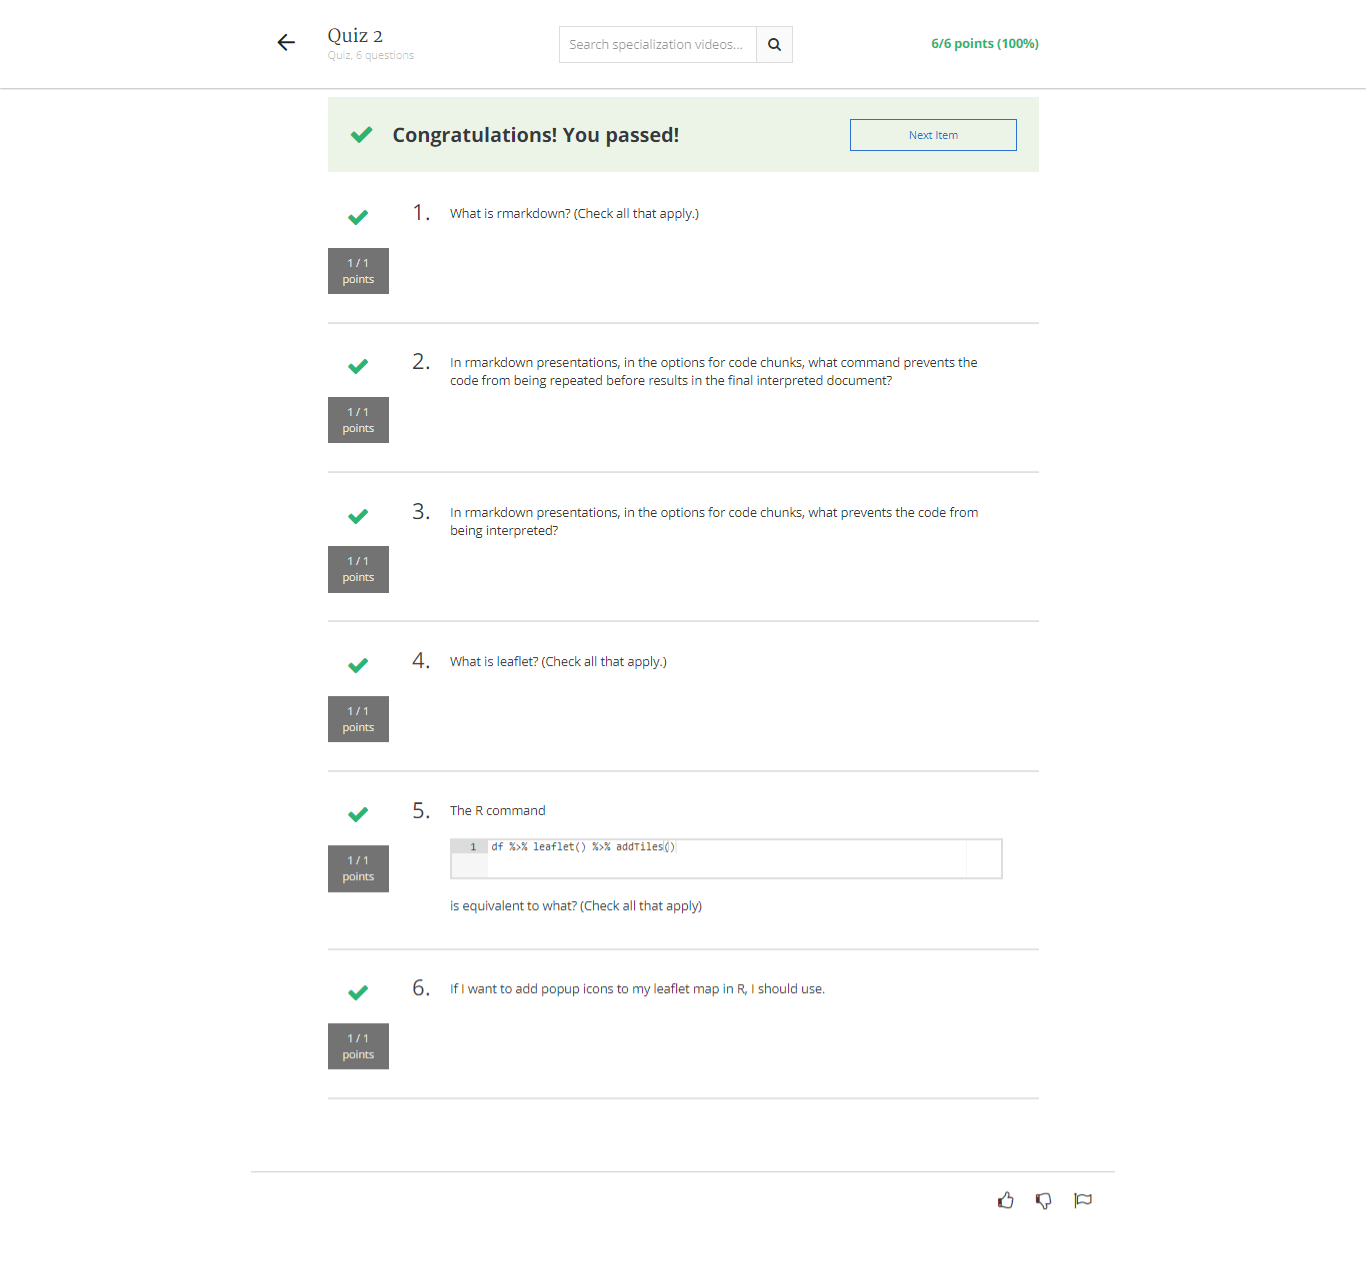 Quiz 2
Quiz, 6 questions
Search specialization videos...
6/6 points (100%)
Congratulations! You passed!
Next Item
1. What is rmarkdown? (Check all that apply.)
1 / 1
points
2. In rmarkdown presentations, in the options for code chunks, what command prevents the
code from being repeated before results in the final interpreted document?
1 / 1
points
3. In rmarkdown presentations, in the options for code chunks, what prevents the code from
being interpreted?
1 / 1
points
4. What is leaflet? (Check all that apply.)
1 / 1
points
5. The R command
1 df %>% leaflet() %>% addTiles()
1 / 1
points
is equivalent to what? (Check all that apply)
6. If I want to add popup icons to my leaflet map in R, I should use.
1 / 1
points